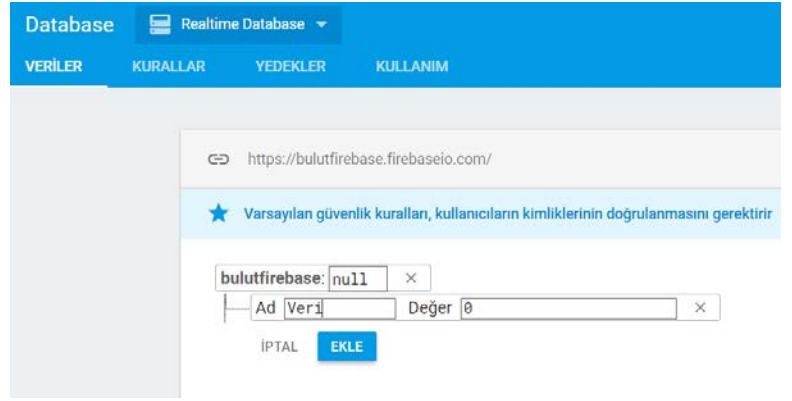 Database Realtime Database
VERİLER KURALLAR YEDEKLER KULLANIM
https://bulutfirebase.firebaseio.com/
Varsayılan güvenlik kuralları, kullanıcıların kimliklerinin doğrulanmasını gerektirir
bulutfirebase: null ×
Ad Veri Değer 0 ×
İPTAL EKLE